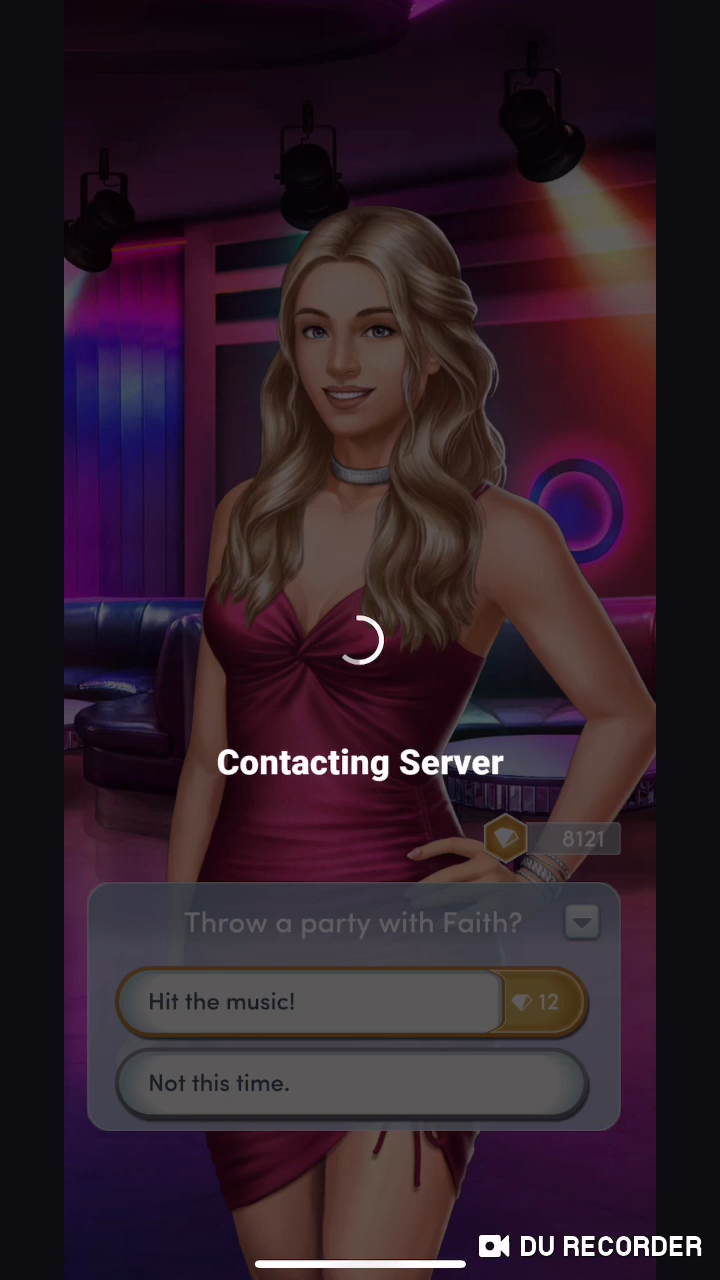 Contacting Server
8121
Throw a party with Faith?
Hit the music!
12
Not this time.
DU RECORDER